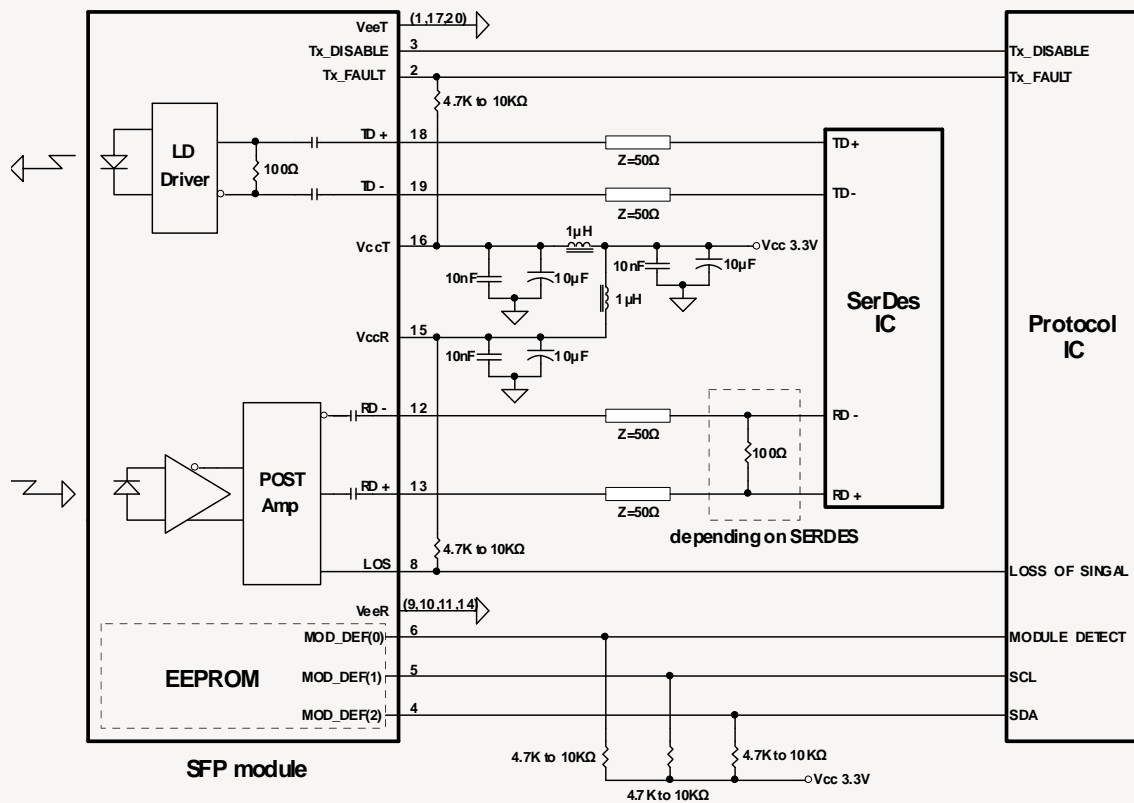 VeeT (1,17,20)
Tx_DISABLE 3 Tx_DISABLE
Tx_FAULT 2 Tx_FAULT
4.7K to 10KΩ
TD+ 18 TD+
LD
Driver
100Ω
Z=50Ω
TD- 19 TD-
Z=50Ω
1µH
VccT 16 Vcc 3.3V
10nF 10µF 10nF 10µF
1µH
SerDes
IC
Protocol
IC
VccR 15
10nF 10µF
RD- 12 RD-
Z=50Ω
100Ω
POST
Amp
RD+ 13 RD+
Z=50Ω
depending on SERDES
4.7K to 10KΩ
LOS 8 LOSS OF SINGAL
VeeR (9,10,11,14)
MOD_DEF(0) 6 MODULE DETECT
EEPROM
MOD_DEF(1) 5 SCL
MOD_DEF(2) 4 SDA
4.7K to 10KΩ 4.7K to 10KΩ
SFP module
Vcc 3.3V
4.7K to 10KΩ